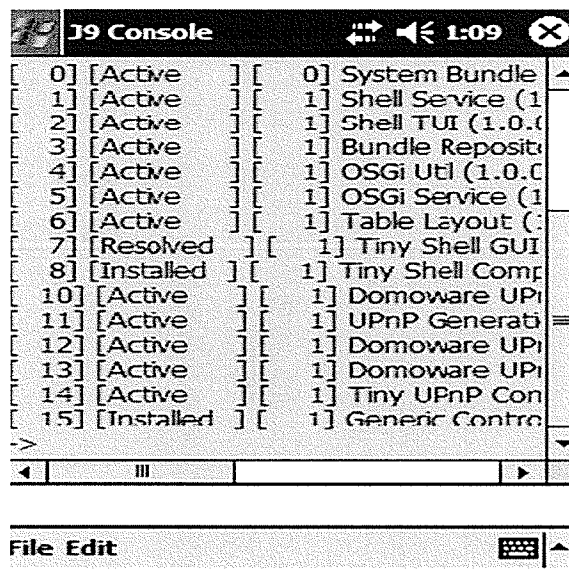 J9 Console 1:09
[ 0] [Active ] [ 0] System Bundle
[ 1] [Active ] [ 1] Shell Service (1
[ 2] [Active ] [ 1] Shell TUI (1.0.(
[ 3] [Active ] [ 1] Bundle Reposit
[ 4] [Active ] [ 1] OSGi Util (1.0.0
[ 5] [Active ] [ 1] OSGi Service (1
[ 6] [Active ] [ 1] Table Layout (
[ 7] [Resolved ] [ 1] Tiny Shell GUI
[ 8] [Installed ] [ 1] Tiny Shell Comp
[ 10] [Active ] [ 1] Domoware UP
[ 11] [Active ] [ 1] UPnP Generati
[ 12] [Active ] [ 1] Domoware UP
[ 13] [Active ] [ 1] Domoware UP
[ 14] [Active ] [ 1] Tiny UPnP Con
[ 15] [Installed ] [ 1] Generic Contro
->
File Edit